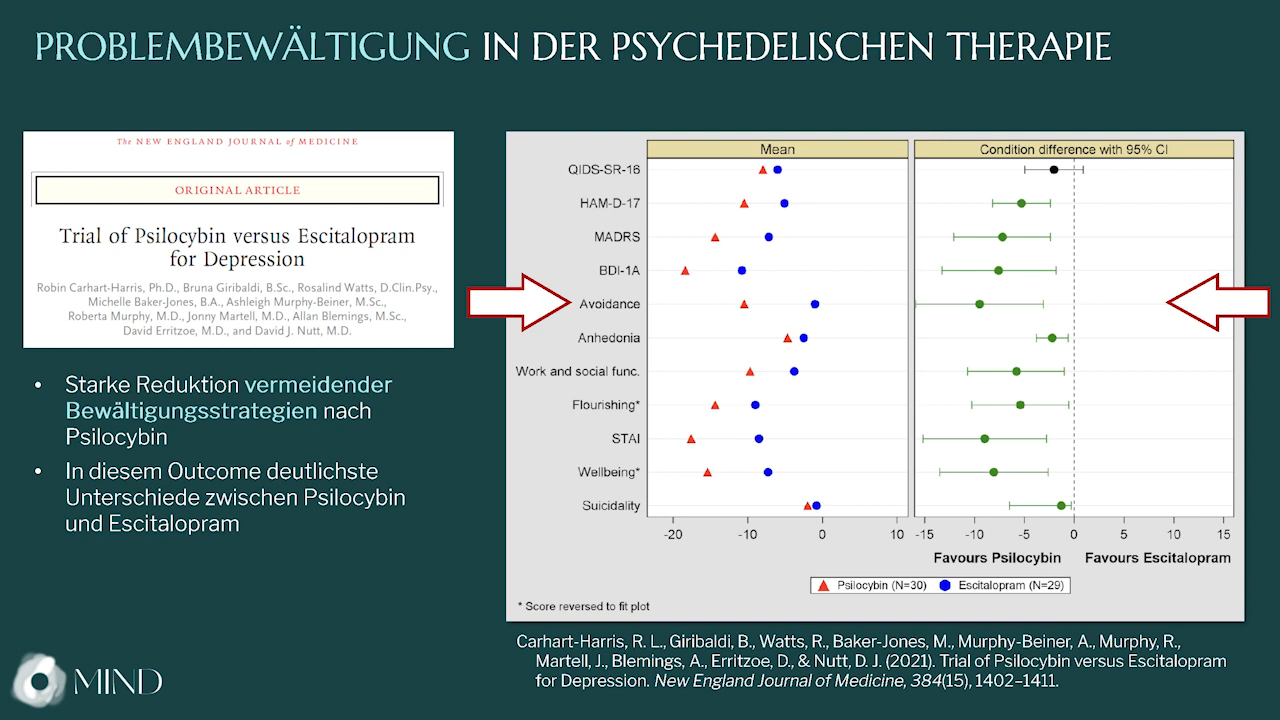 PROBLEMBEWÄLTIGUNG IN DER PSYCHEDELISCHEN THERAPIE
The NEW ENGLAND JOURNAL of MEDICINE
ORIGINAL ARTICLE
Trial of Psilocybin versus Escitalopram
for Depression
Robin Carhart-Harris, Ph.D., Bruna Giribaldi, B.Sc., Rosalind Watts, D.Clin.Psy.,
Michelle Baker-Jones, B.A., Ashleigh Murphy-Beiner, M.Sc.,
Roberta Murphy, M.D., Jonny Martell, M.D., Allan Blemings, M.Sc.,
David Erritzoe, M.D., and David J. Nutt, M.D.
• Starke Reduktion vermeidender
Bewältigungsstrategien nach
Psilocybin
• In diesem Outcome deutlichste
Unterschiede zwischen Psilocybin
und Escitalopram
Mean
Condition difference with 95% CI
QIDS-SR-16
HAM-D-17
MADRS
BDI-1A
Avoidance
Anhedonia
Work and social func.
Flourishing*
STAI
Wellbeing*
Suicidality
-20 -10 0 10
-15 -10 -5 0 5 10 15
Favours Psilocybin Favours Escitalopram
Psilocybin (N=30) Escitalopram (N=29)
* Score reversed to fit plot
Carhart-Harris, R. L., Giribaldi, B., Watts, R., Baker-Jones, M., Murphy-Beiner, A., Murphy, R.,
Martell, J., Blemings, A., Erritzoe, D., & Nutt, D. J. (2021). Trial of Psilocybin versus Escitalopram
for Depression. New England Journal of Medicine, 384(15), 1402–1411.
MIND